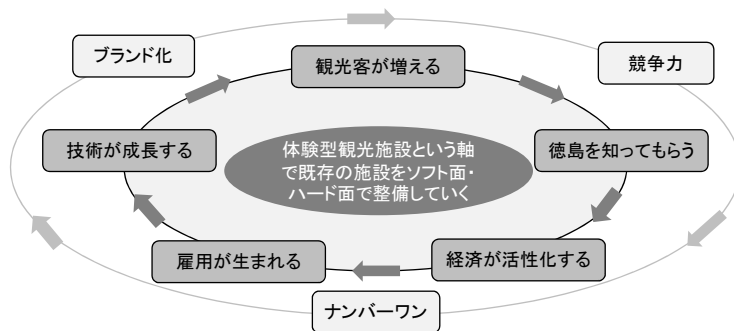 ブランド化
観光客が増える
競争力
技術が成長する
体験型観光施設という軸
で既存の施設をソフト面・
ハード面で整備していく
徳島を知ってもらう
雇用が生まれる
経済が活性化する
ナンバーワン